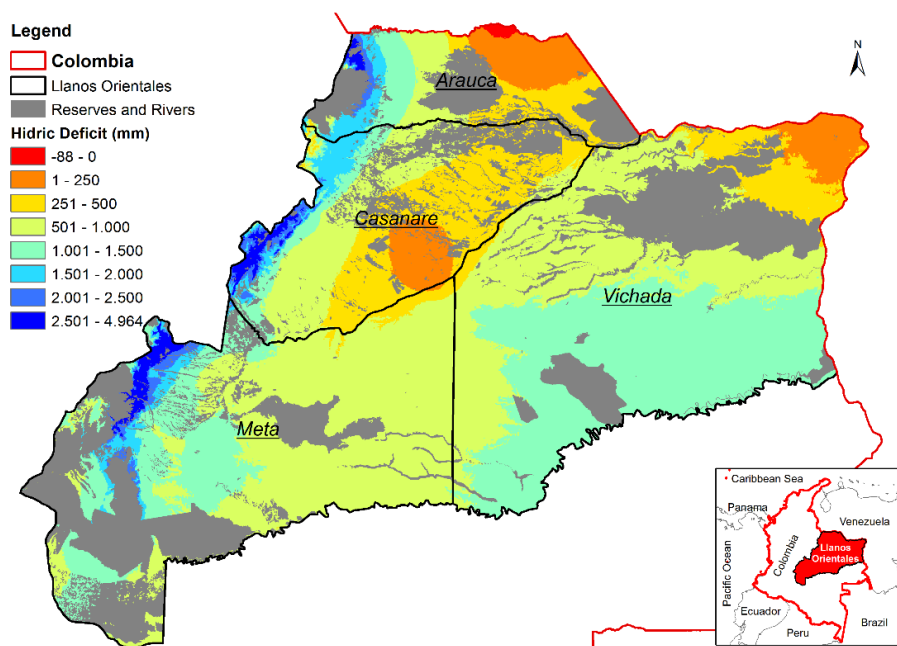 Legend
Colombia
Llanos Orientales
Reserves and Rivers
Hidric Deficit (mm)
-88 - 0
1 - 250
251 - 500
501 - 1.000
1.001 - 1.500
1.501 - 2.000
2.001 - 2.500
2.501 - 4.964
N
Arauca
Casanare
Vichada
Meta
Caribbean Sea
Panama
Venezuela
Pacific Ocean
Colombia
Llanos
Orientales
Ecuador
Peru
Brazil